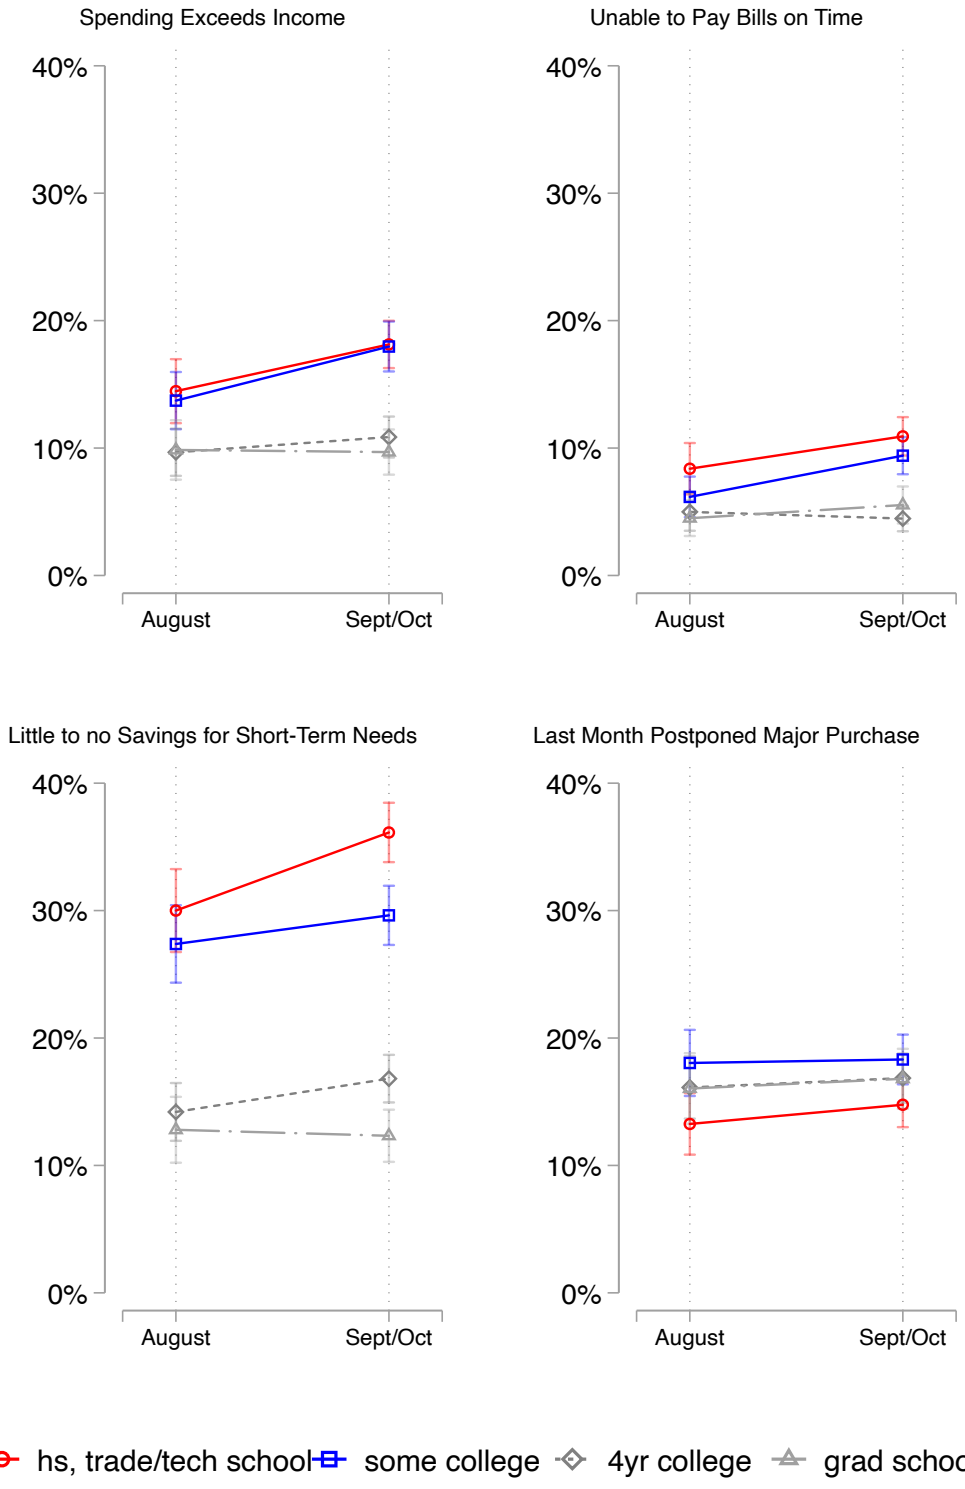 Spending Exceeds Income
40%
30%
20%
10%
0%
August Sept/Oct
Unable to Pay Bills on Time
40%
30%
20%
10%
0%
August Sept/Oct
Little to no Savings for Short-Term Needs
40%
30%
20%
10%
0%
August Sept/Oct
Last Month Postponed Major Purchase
40%
30%
20%
10%
0%
August Sept/Oct
hs, trade/tech school some college 4yr college grad schoo